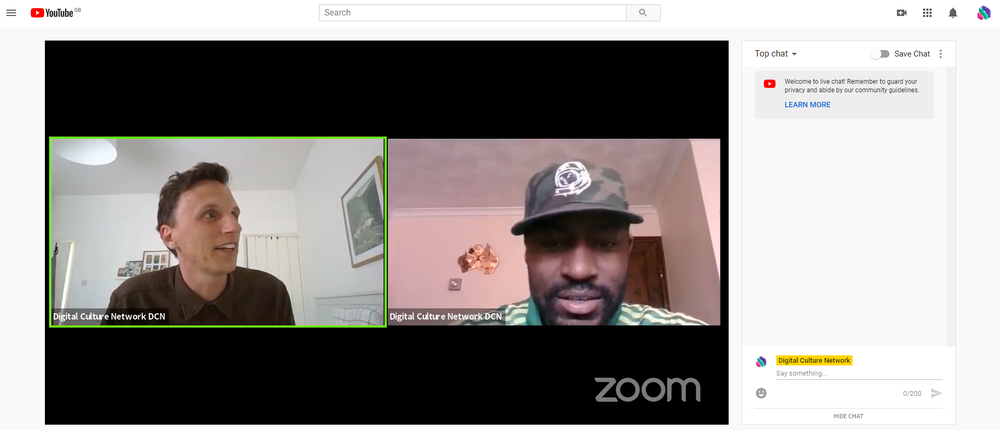 YouTube GB
Search
Digital Culture Network DCN
Digital Culture Network DCN
zoom
Top chat
Save Chat
Welcome to live chat! Remember to guard your
privacy and abide by our community guidelines.
LEARN MORE
Digital Culture Network
Say something...
0/200
HIDE CHAT